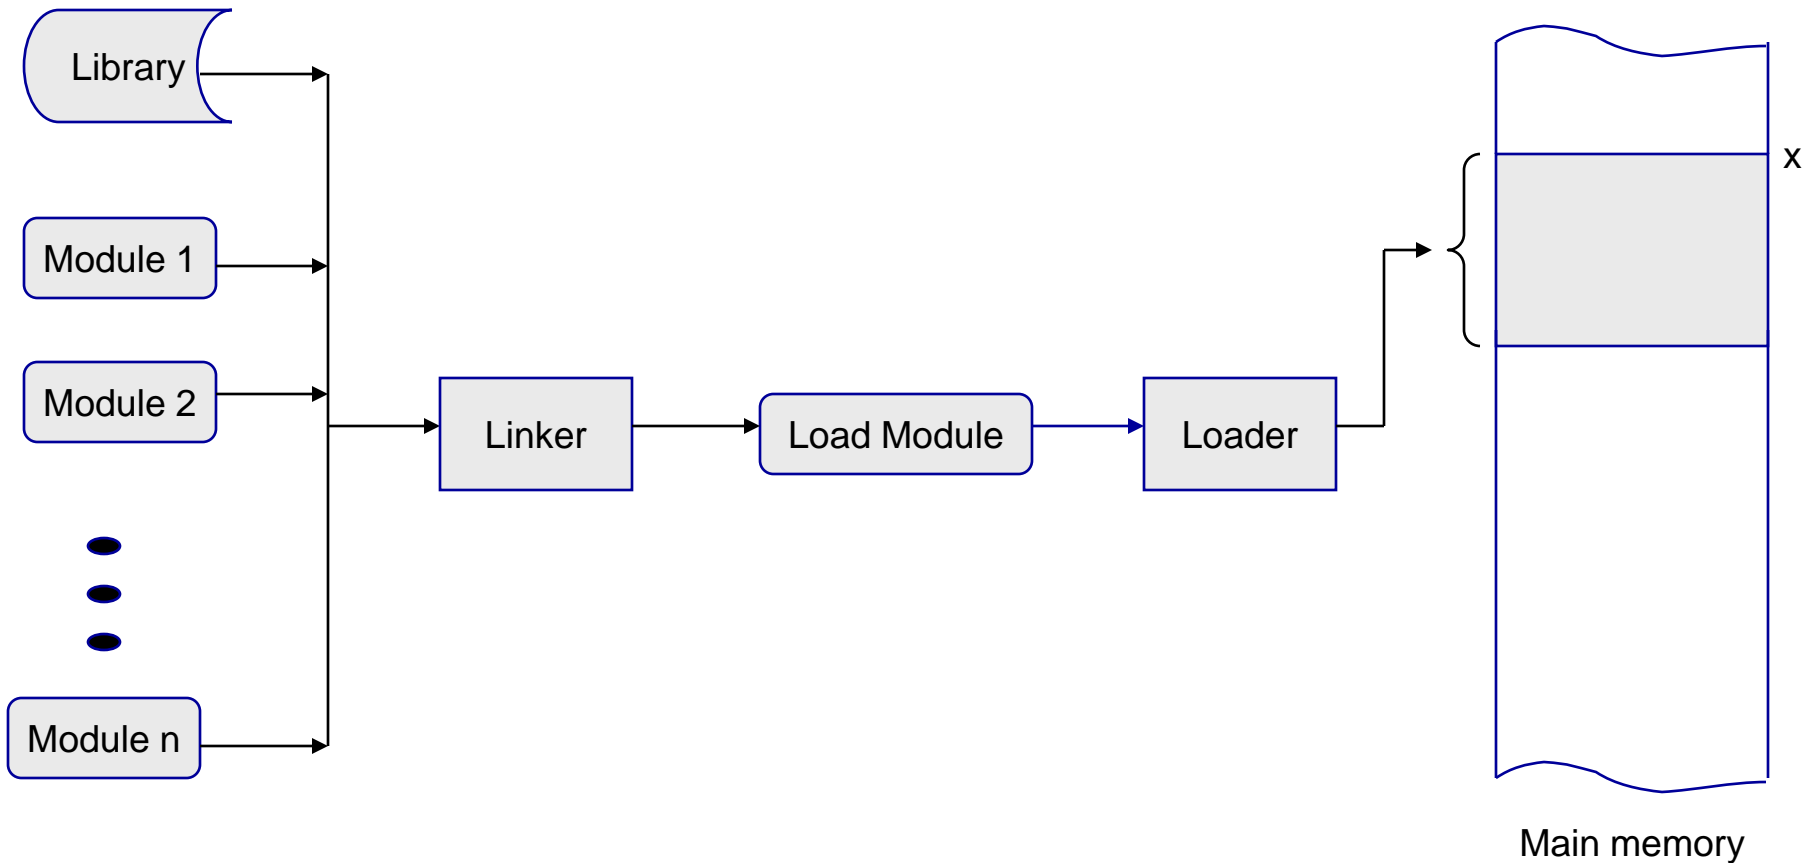 Library
Module 1
Module 2
Module n
Linker
Load Module
Loader
x
Main memory